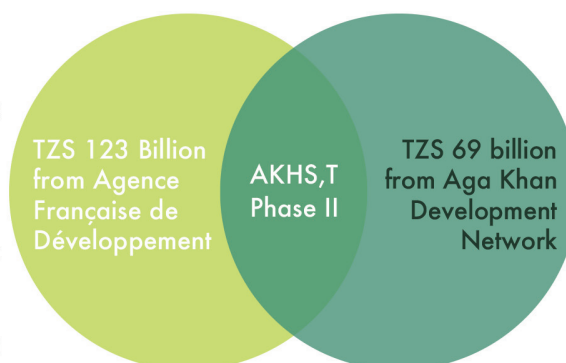 TZS 123 Billion
from Agence
Française de
Développement
AKHS,T
Phase II
TZS 69 billion
from Aga Khan
Development
Network